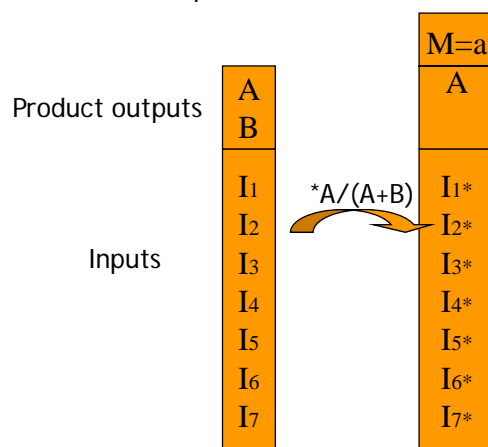 M=a
Product outputs
A
B
A
*A/(A+B)
Inputs
I1
I2
I3
I4
I5
I6
I7
I1*
I2*
I3*
I4*
I5*
I6*
I7*